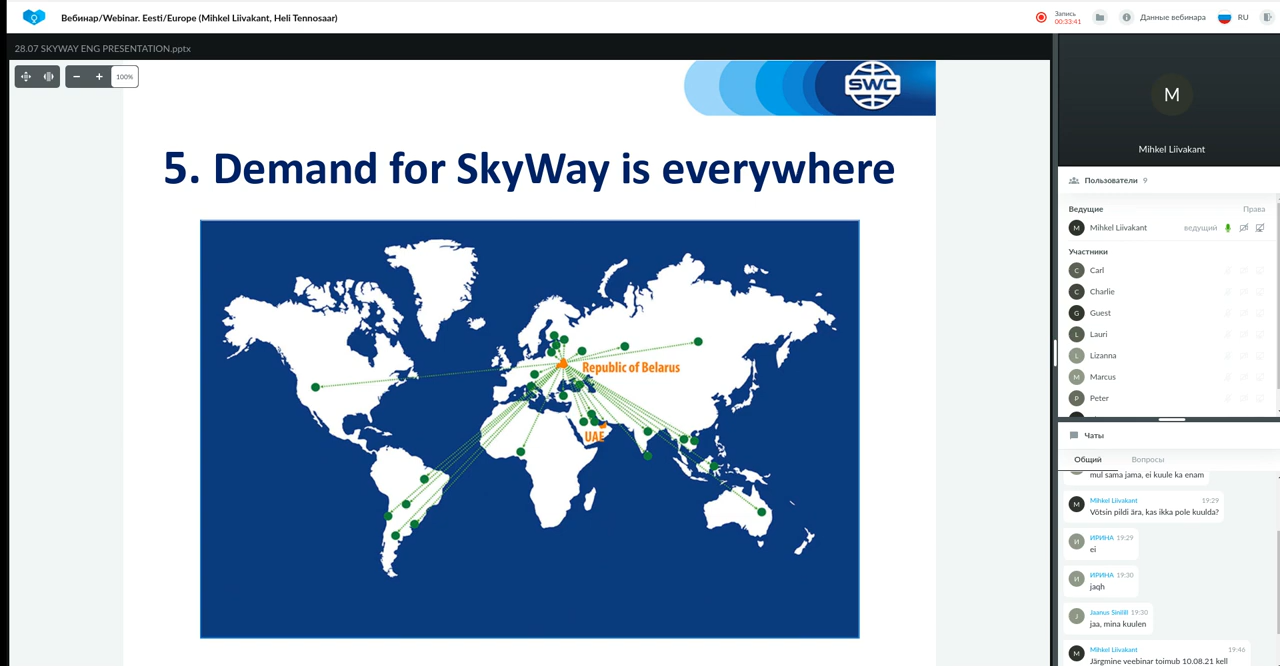 Вебинар/Webinar. Eesti/Europe (Mihkel Liivakant, Heli Tennosaar)
Запись
00:33:41
Данные вебинара
RU
28.07 SKYWAY ENG PRESENTATION.pptx
100%
SWC
5. Demand for SkyWay is everywhere
Republic of Belarus
UAE
M
Mihkel Liivakant
Пользователи 9
Ведущие Права
M Mihkel Liivakant ведущий
Участники
C Carl
C Charlie
G Guest
L Lauri
L Lizanna
M Marcus
P Peter
Чаты
Общий Вопросы
mul sama jama, ei kuule ka enam
M Mihkel Liivakant 19:29
Võtsin pildi ära, kas ikka pole kuulda?
И ИРИНА 19:29
ei
И ИРИНА 19:30
jaqh
J Jaanus Sinilill 19:30
jaa, mina kuulen
M Mihkel Liivakant 19:46
Järgmine veebinar toimub 10.08.21 kell